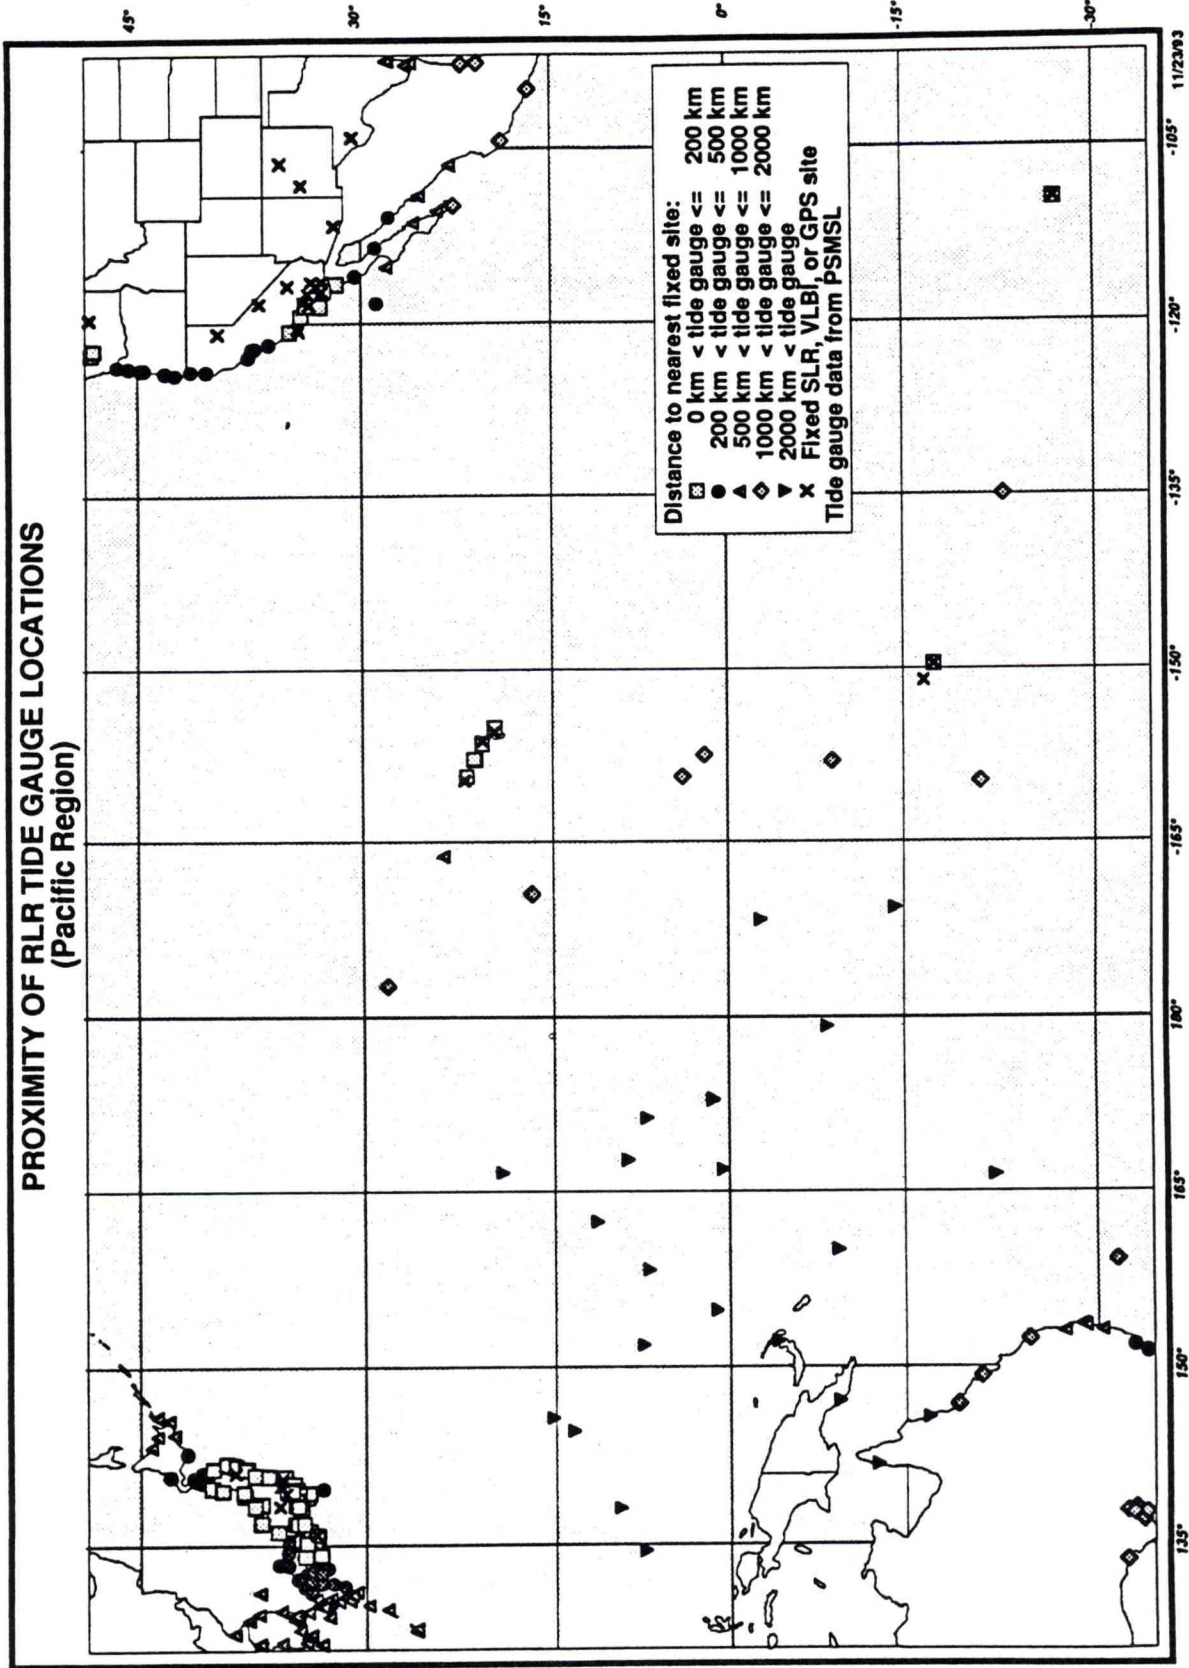 PROXIMITY OF RLR TIDE GAUGE LOCATIONS
(Pacific Region)
45°
30°
15°
0°
-15°
-30°
Distance to nearest fixed site:
0 km < tide gauge <= 200 km
200 km < tide gauge <= 500 km
500 km < tide gauge <= 1000 km
1000 km < tide gauge <= 2000 km
2000 km < tide gauge
Fixed SLR, VLBI, or GPS site
Tide gauge data from PSMSL
135°
150°
165°
180°
-165°
-150°
-135°
-120°
-105°
11/23/93